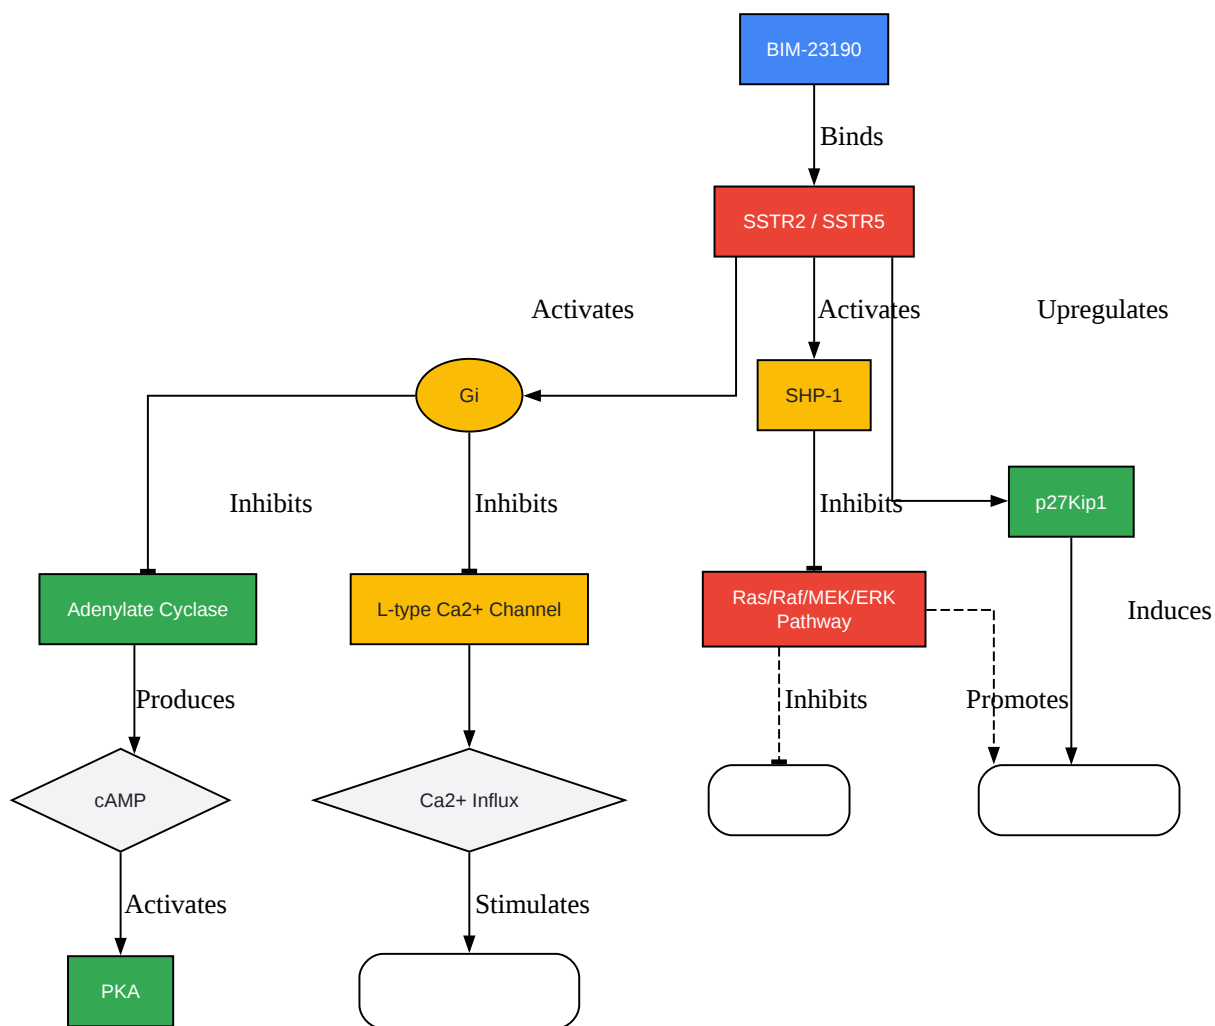 BIM-23190
Binds
SSTR2 / SSTR5
Activates
Activates
Upregulates
Gi
SHP-1
Inhibits
Inhibits
Inhibits
p27Kip1
Adenylate Cyclase
L-type Ca2+ Channel
Ras/Raf/MEK/ERK
Pathway
Induces
Produces
Inhibits
Promotes
cAMP
Ca2+ Influx
Activates
Stimulates
PKA